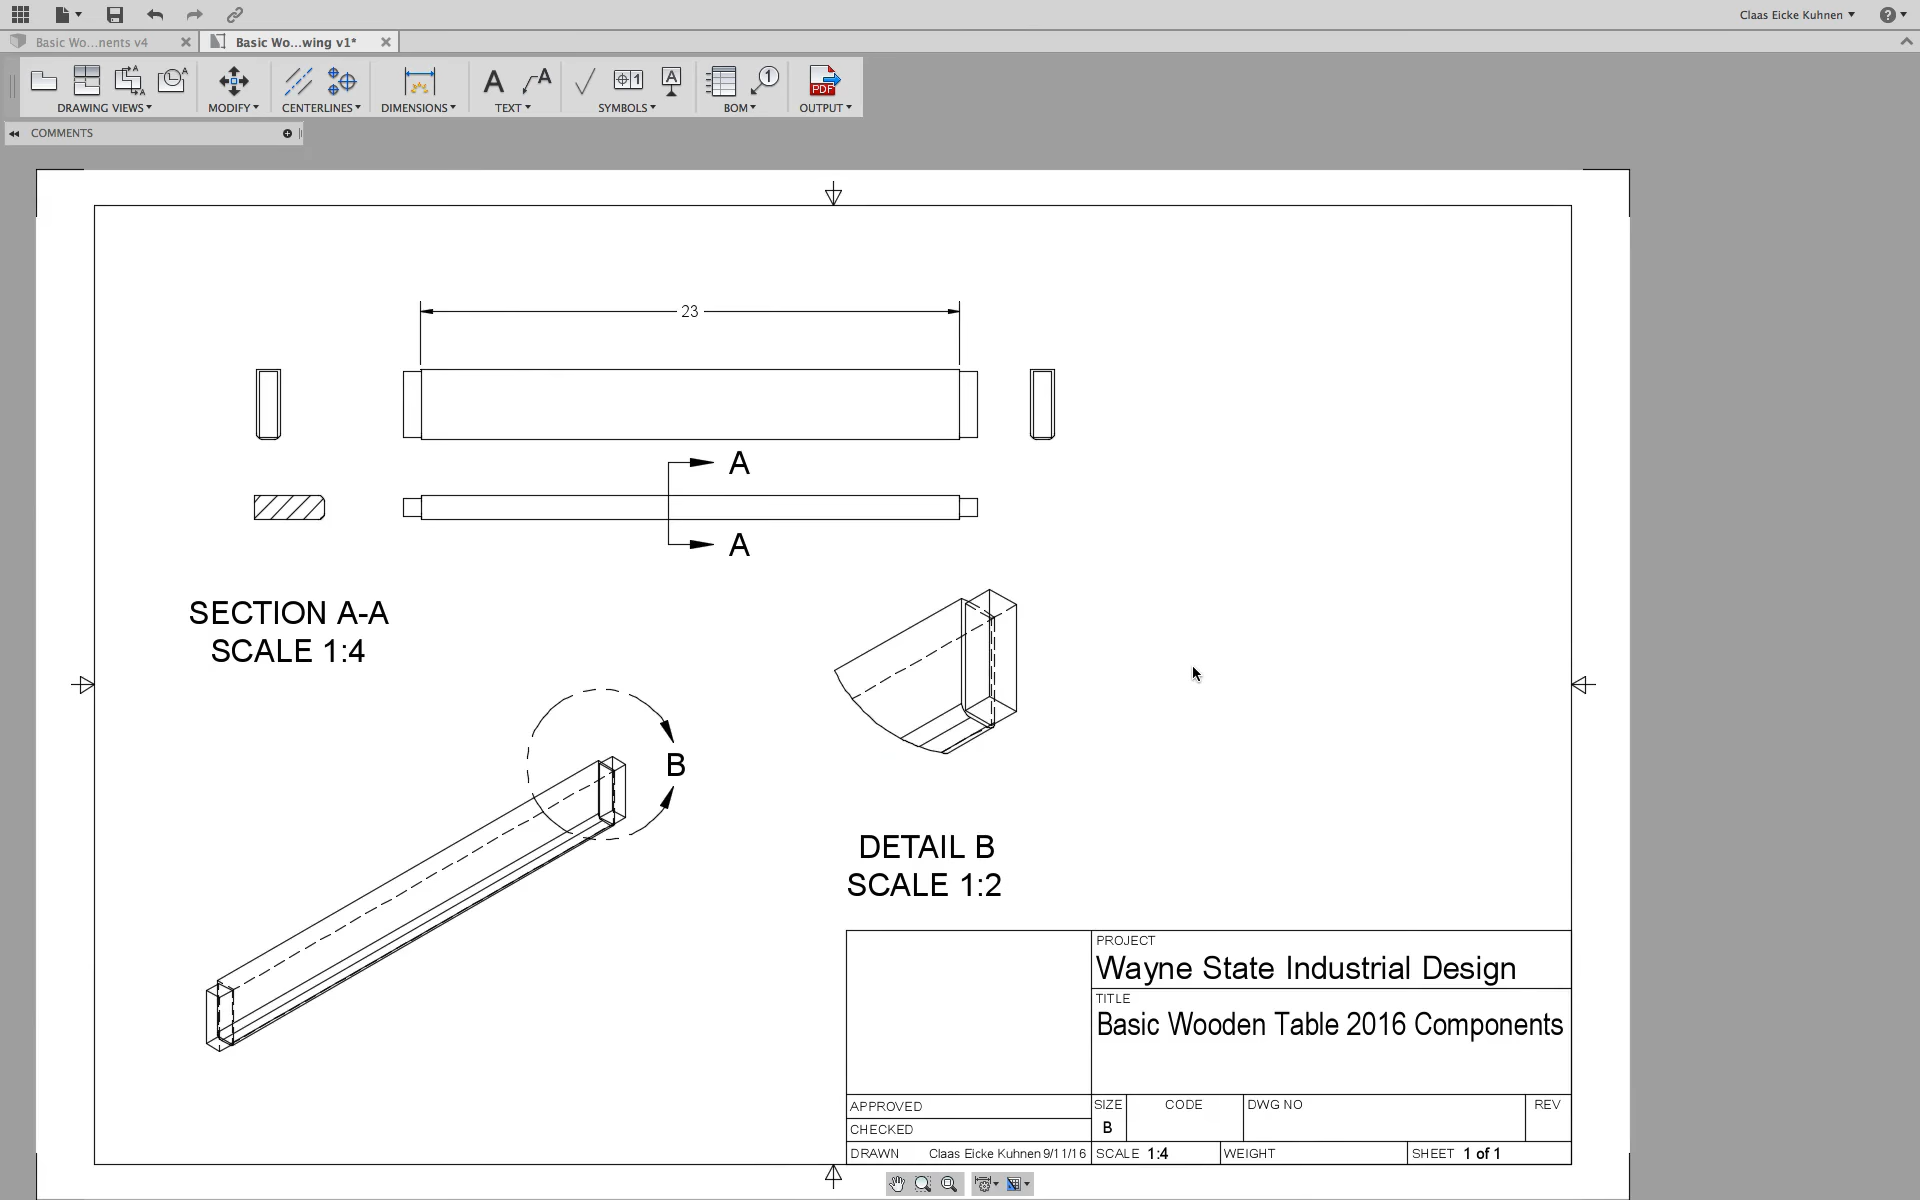 Claas Eicke Kuhnen
Basic Wo...nents v4
Basic Wo...wing v1*
DRAWING VIEWS
MODIFY
CENTERLINES
DIMENSIONS
TEXT
SYMBOLS
BOM
OUTPUT
COMMENTS
23
A
A
SECTION A-A
SCALE 1:4
B
DETAIL B
SCALE 1:2
PROJECT
Wayne State Industrial Design
TITLE
Basic Wooden Table 2016 Components
APPROVED
CHECKED
DRAWN Claas Eicke Kuhnen 9/11/16
SIZE
B
CODE
DWG NO
REV
SCALE 1:4
WEIGHT
SHEET 1 of 1